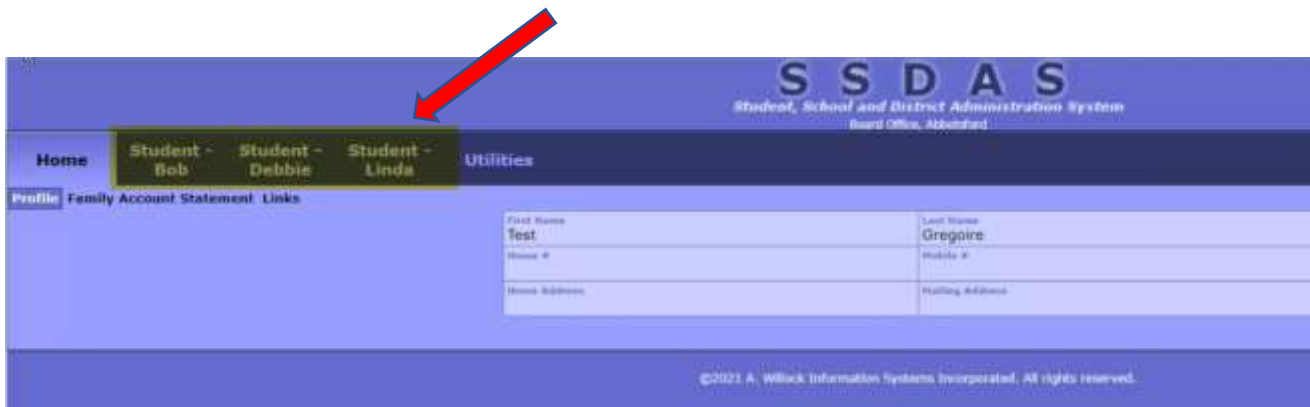 S S D A S
Student, School and District Administration System
Board Office, Abbotsford
Home Student - Bob Student - Debbie Student - Linda Utilities
Profile Family Account Statement Links
First Name Last Name
Test Gregoire
House # Mobile #
Home Address Mailing Address
©2021 A. Willock Information Systems Incorporated. All rights reserved.